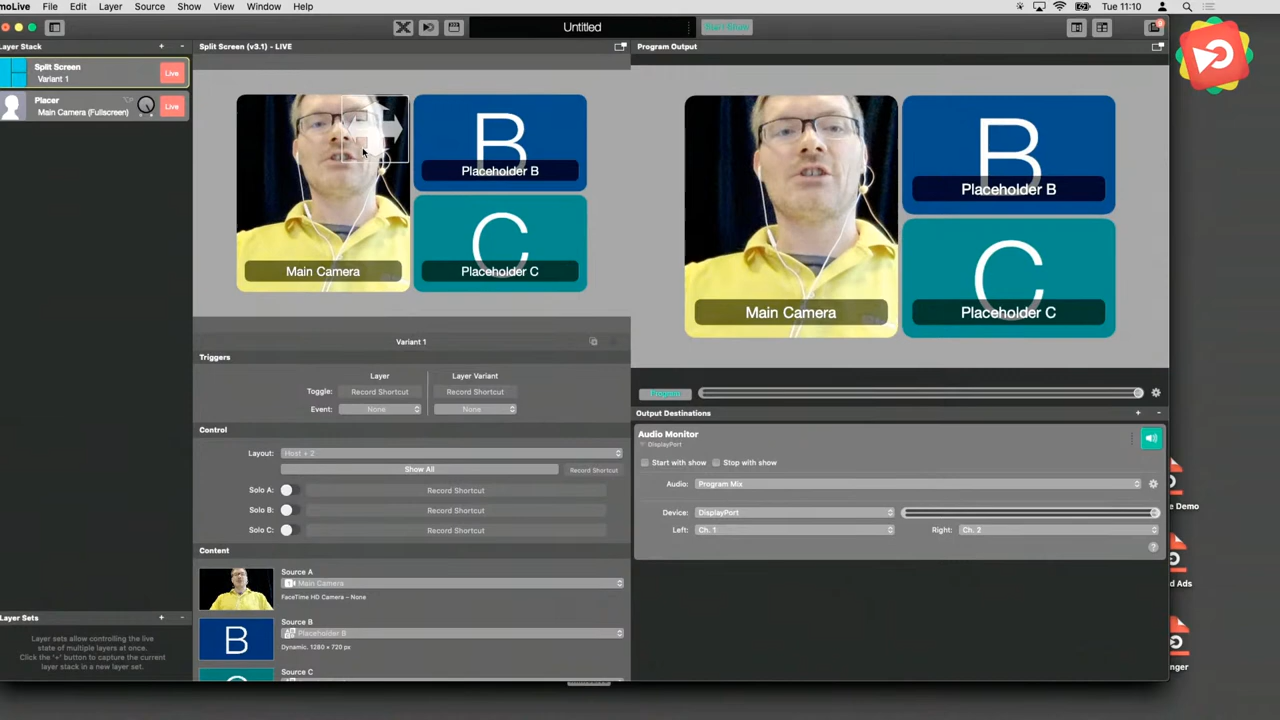 moLive File Edit Layer Source Show View Window Help Tue 11:10
Untitled Start Show
Layer Stack + - Split Screen (v3.1) - LIVE Program Output
Split Screen
Variant 1
Live
Placer
Main Camera (Fullscreen)
Live
B
Placeholder B
Main Camera
C
Placeholder C
B
Placeholder B
Main Camera
C
Placeholder C
Variant 1
Triggers
Layer Layer Variant
Toggle: Record Shortcut Record Shortcut
Event: None None
Control
Layout: Host + 2
Show All Record Shortcut
Solo A: Record Shortcut
Solo B: Record Shortcut
Solo C: Record Shortcut
Content
Source A
Main Camera
FaceTime HD Camera – None
Source B
B
Placeholder B
Dynamic. 1280 x 720 px
Source C
Program
Output Destinations + -
Audio Monitor
DisplayPort
Start with show Stop with show
Audio: Program Mix
Device: DisplayPort
Left: Ch. 1 Right: Ch. 2
?
Layer Sets + -
Layer sets allow controlling the live
state of multiple layers at once.
Click the '+' button to capture the current
layer stack in a new layer set.
e Demo
d Ads
nger